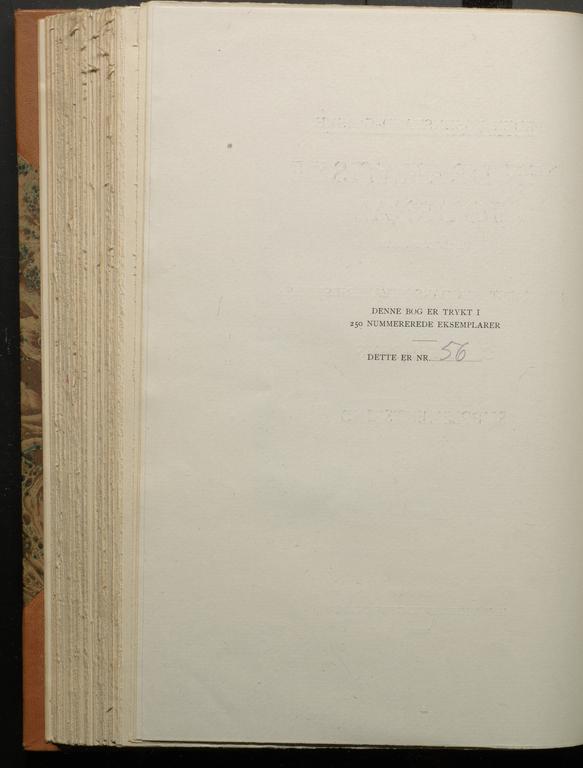 DENNE BOG ER TRYKT I
250 NUMMEREREDE EKSEMPLARER
DETTE ER NR. 56